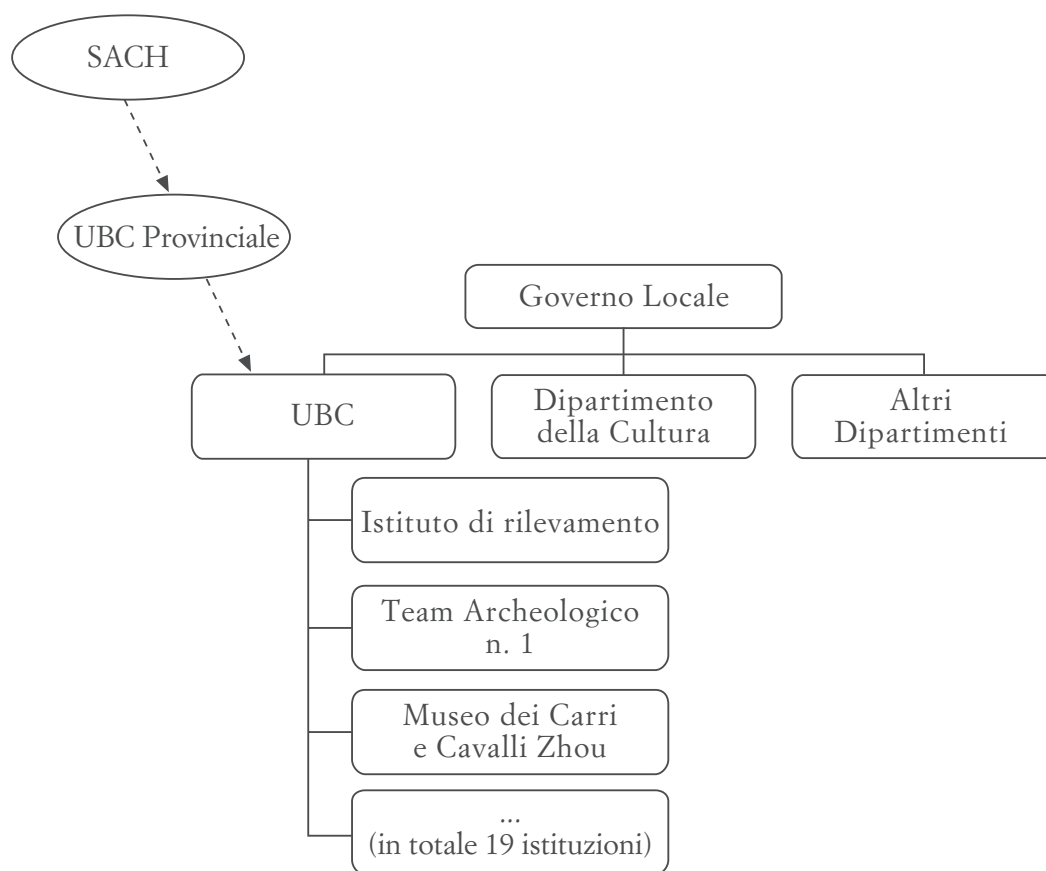 SACH
UBC Provinciale
Governo Locale
UBC
Dipartimento
della Cultura
Altri
Dipartimenti
Istituto di rilevamento
Team Archeologico
n. 1
Museo dei Carri
e Cavalli Zhou
...
(in totale 19 istituzioni)